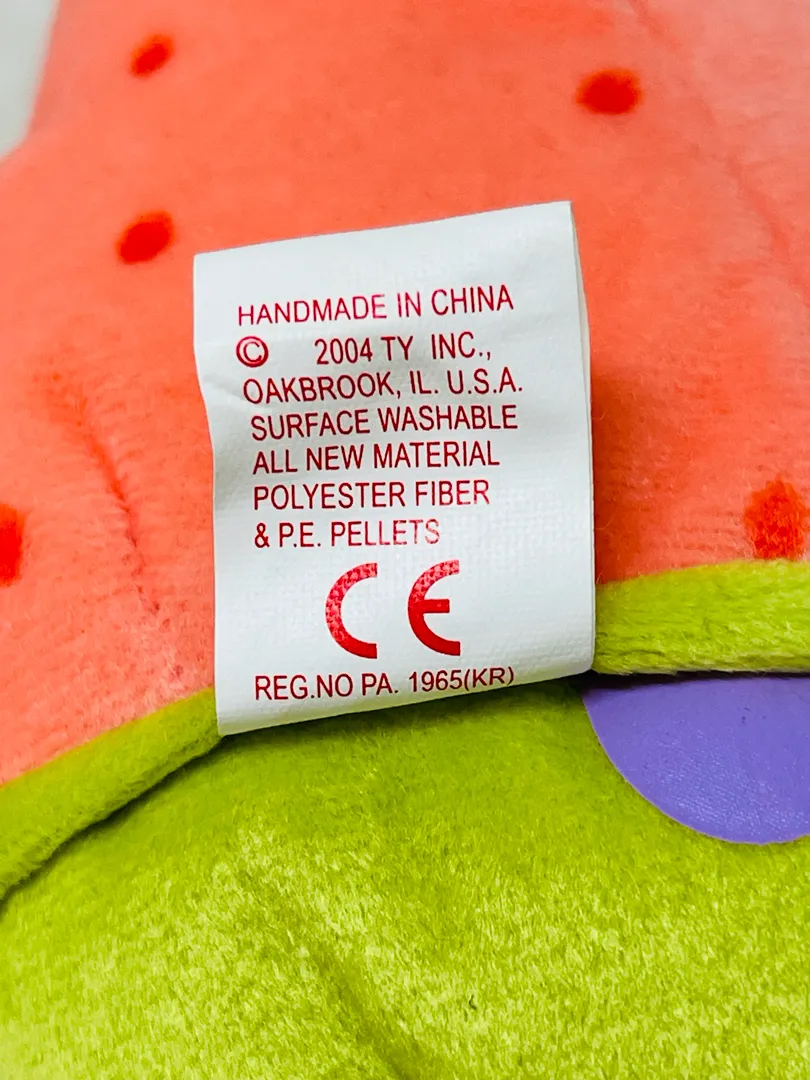 HANDMADE IN CHINA
© 2004 TY INC.,
OAKBROOK, IL. U.S.A.
SURFACE WASHABLE
ALL NEW MATERIAL
POLYESTER FIBER
& P.E. PELLETS
CE
REG.NO PA. 1965(KR)